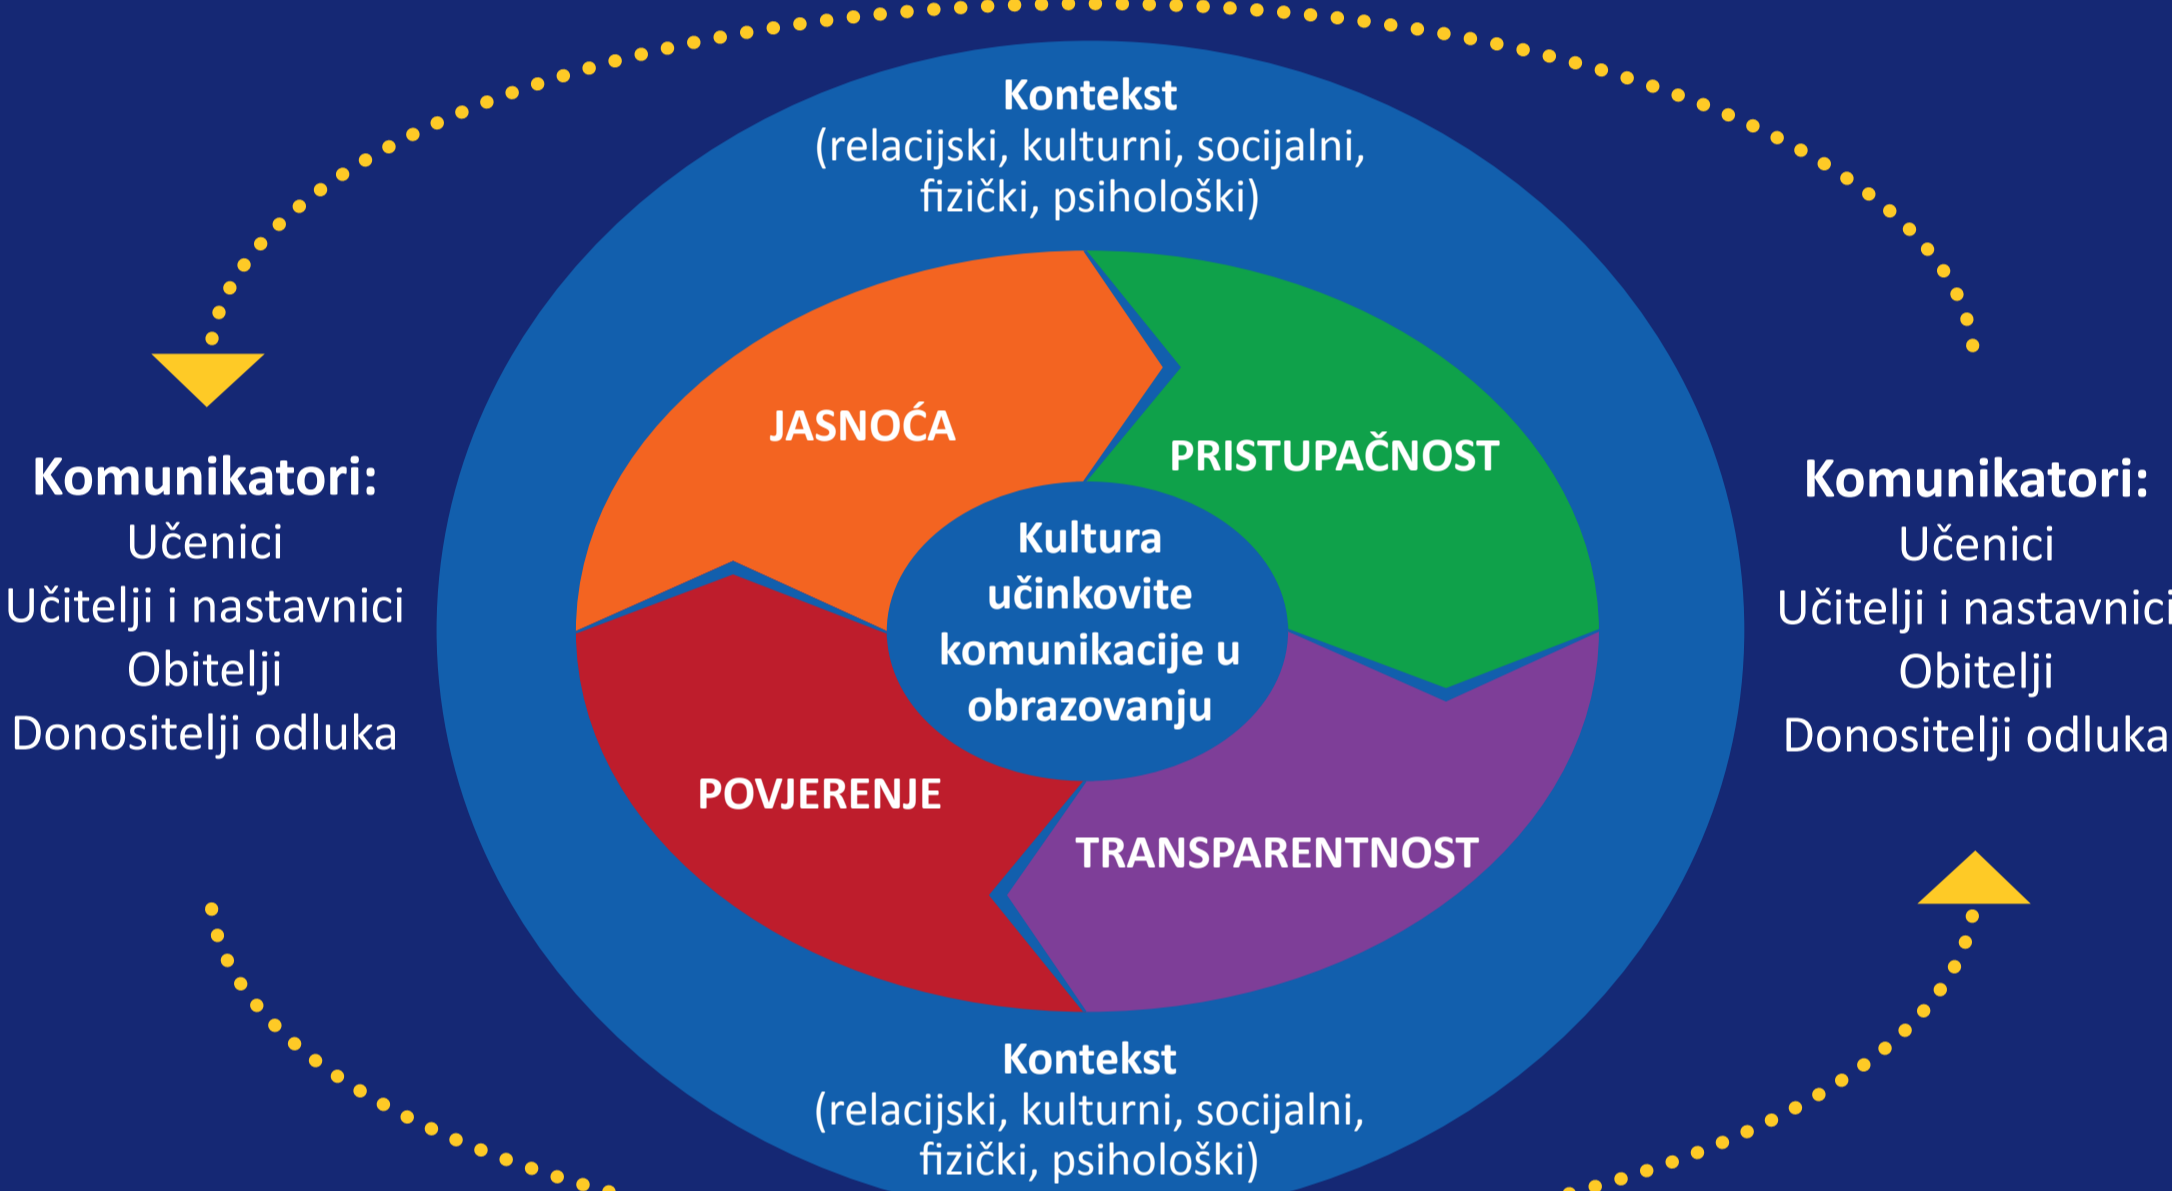 Kontekst
(relacijski, kulturni, socijalni,
fizički, psihološki)
JASNOĆA
PRISTUPAČNOST
Komunikatori:
Učenici
Učitelji i nastavnici
Obitelji
Donositelji odluka
Kultura
učinkovite
komunikacije u
obrazovanju
Komunikatori:
Učenici
Učitelji i nastavnici
Obitelji
Donositelji odluka
POVJERENJE
TRANSPARENTNOST
Kontekst
(relacijski, kulturni, socijalni,
fizički, psihološki)